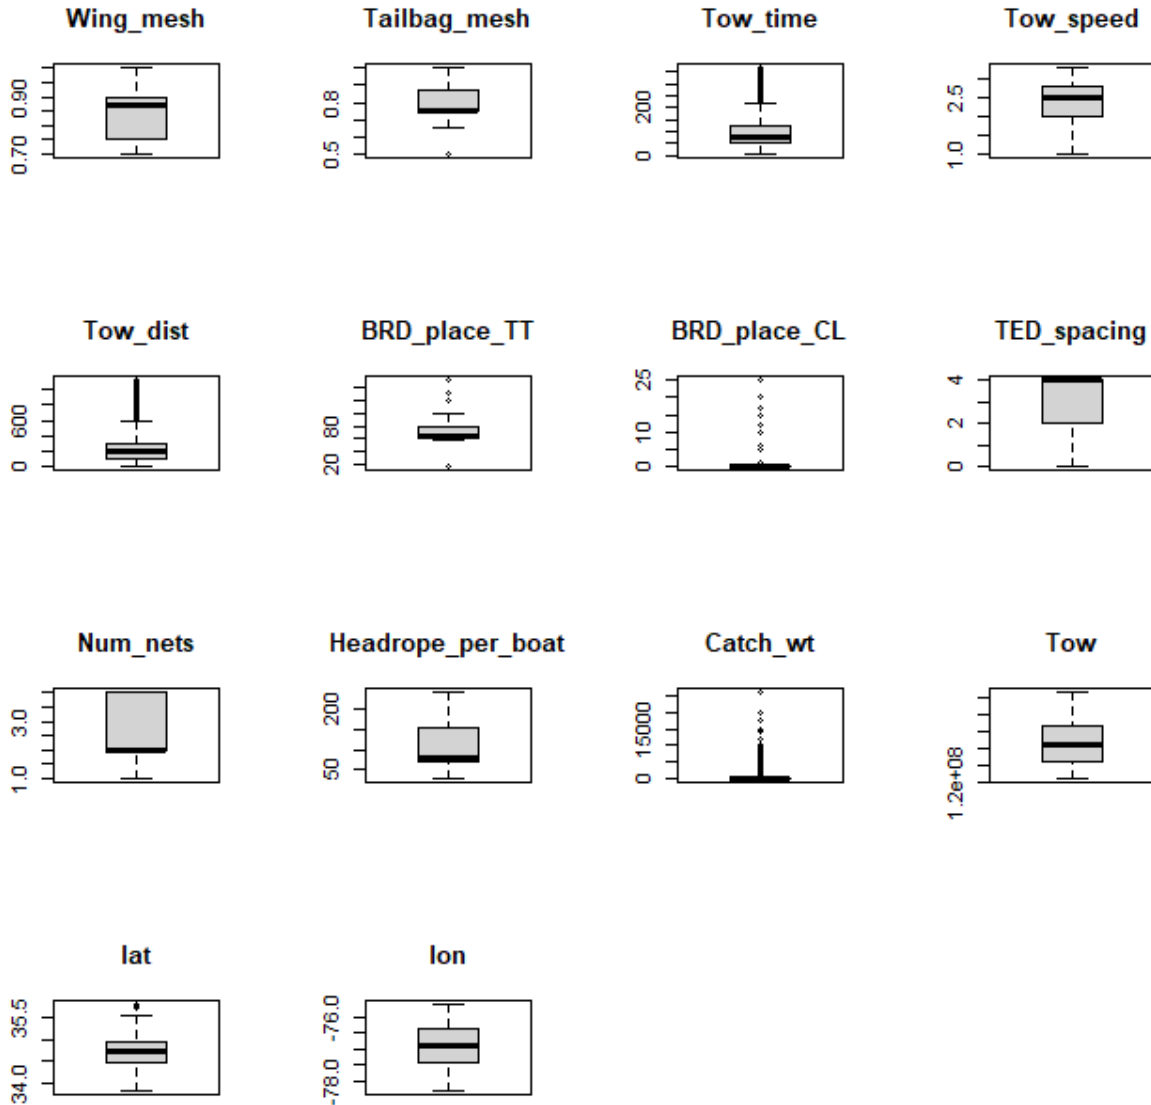 Wing_mesh
0.90
0.70
Tailbag_mesh
0.8
0.5
Tow_time
200
0
Tow_speed
2.5
1.0
Tow_dist
600
0
BRD_place_TT
80
20
BRD_place_CL
25
10
0
TED_spacing
4
2
0
Num_nets
3.0
1.0
Headrope_per_boat
200
50
Catch_wt
15000
0
Tow
1.2e+08
lat
35.5
34.0
lon
-76.0
-78.0